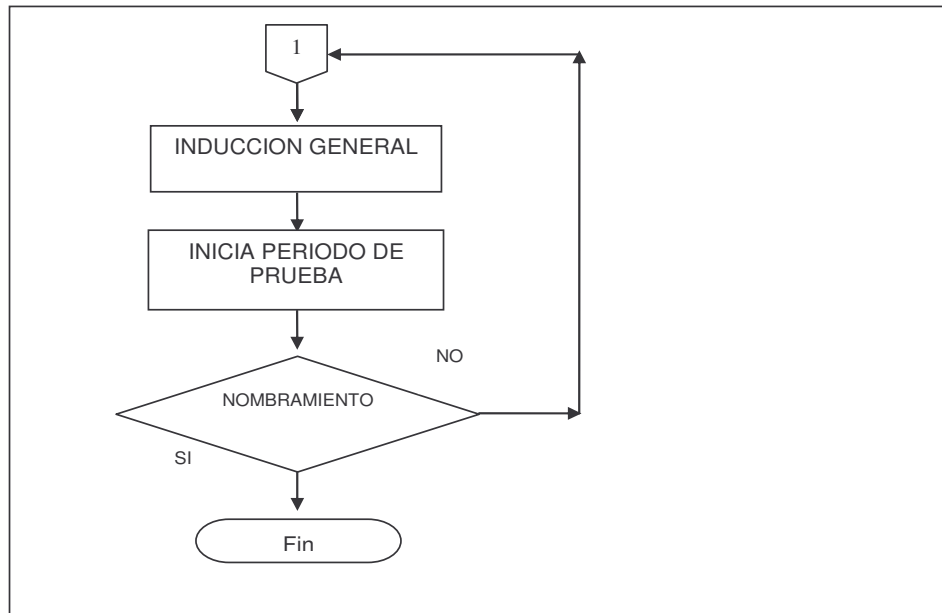 1
INDUCCION GENERAL
INICIA PERIODO DE
PRUEBA
NO
NOMBRAMIENTO
SI
Fin